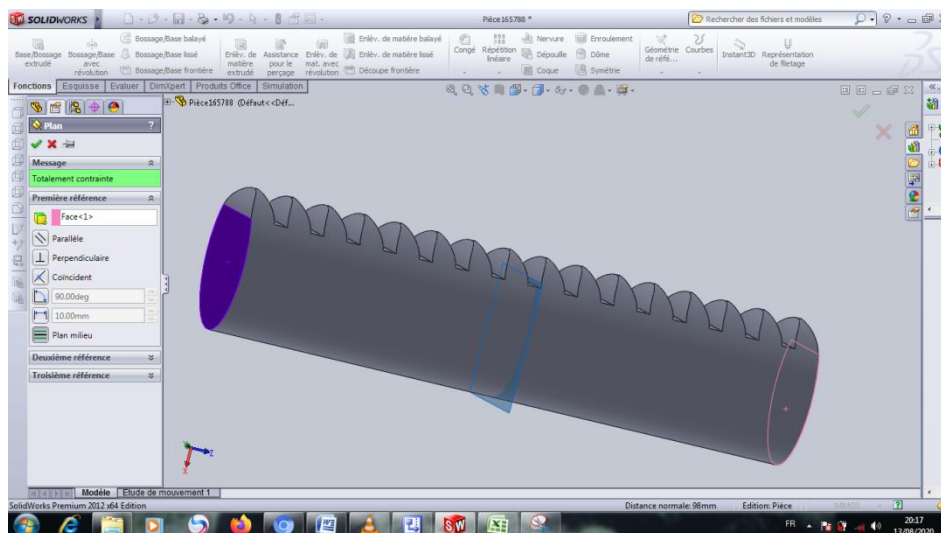 SOLIDWORKS
Pièce165788 *
Rechercher des fichiers et modèles
Base/Bossage extrudé
Bossage/Base avec révolution
Bossage/Base balayé
Bossage/Base lissé
Bossage/Base frontière
Enlèv. de matière extrudé
Assistance pour le perçage
Enlèv. de mat. avec révolution
Enlèv. de matière balayé
Enlèv. de matière lissé
Découpe frontière
Congé
Répétition linéaire
Nervure
Dépouille
Coque
Enroulement
Dôme
Symétrie
Géométrie de réfé...
Courbes
Instant3D
Représentation de filetage
Fonctions
Esquisse
Evaluer
DimXpert
Produits Office
Simulation
Pièce165788 (Défaut<<Déf...
Plan
?
Message
Totalement contrainte
Première référence
Face<1>
Parallèle
Perpendiculaire
Coïncident
90.00deg
10.00mm
Plan milieu
Deuxième référence
Troisième référence
Modèle
Etude de mouvement 1
SolidWorks Premium 2012 x64 Edition
Distance normale: 98mm
Edition: Pièce
MMGS
FR
20:17
13/08/2020